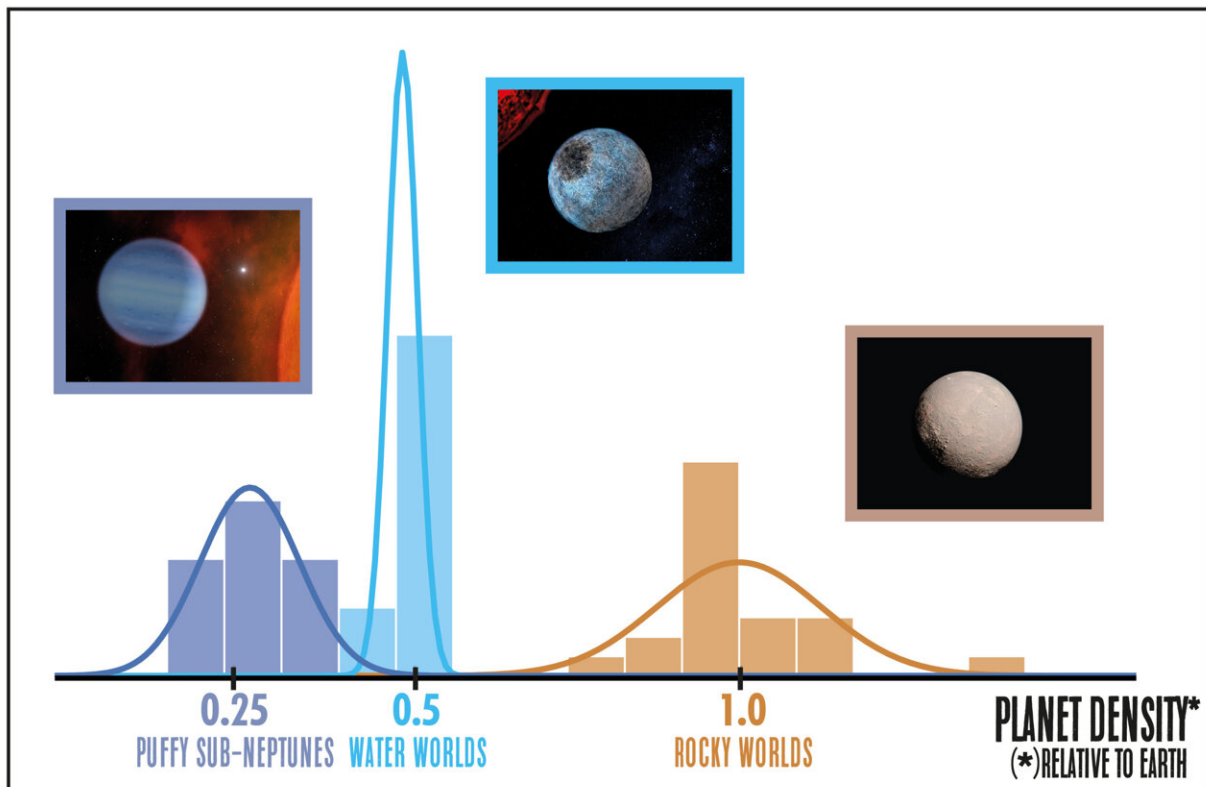 0.25
PUFFY SUB-NEPTUNES
0.5
WATER WORLDS
1.0
ROCKY WORLDS
PLANET DENSITY*
(*)RELATIVE TO EARTH